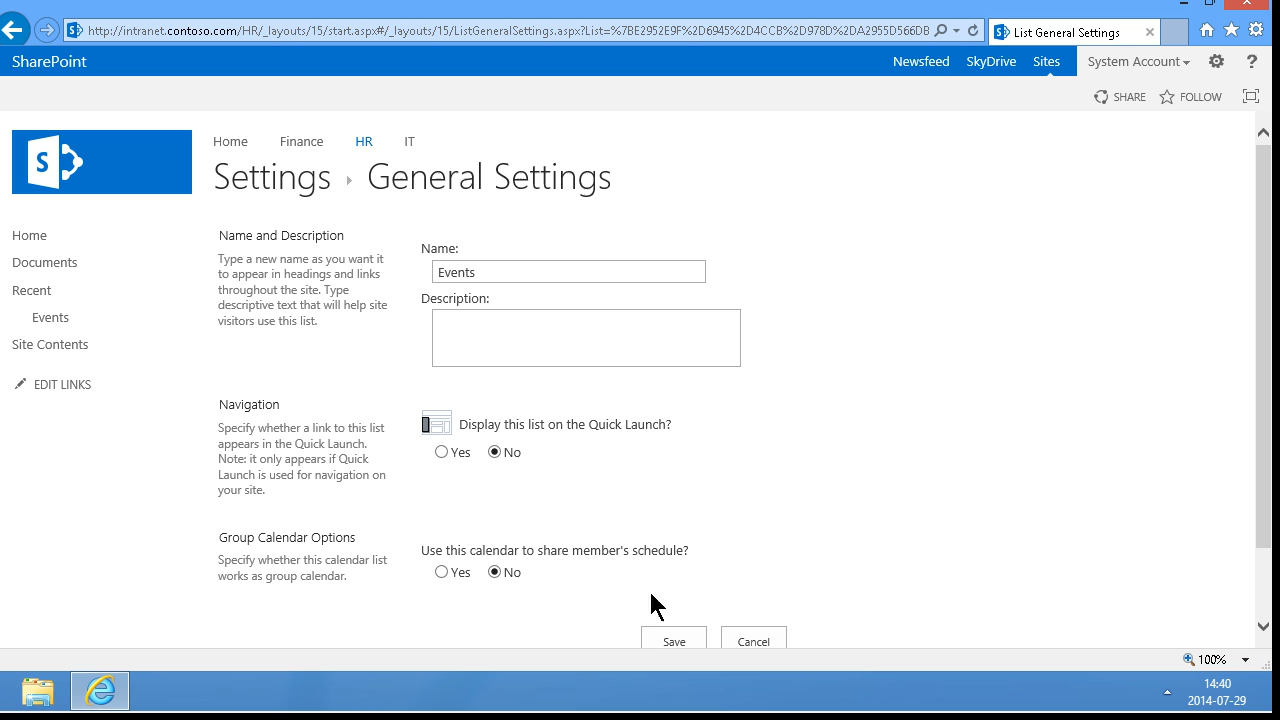 http://intranet.contoso.com/HR/_layouts/15/start.aspx#/_layouts/15/ListGeneralSettings.aspx?List=%7BE2952E9F%2D6945%2D4CCB%2D978D%2DA2955D566DB
List General Settings
SharePoint
Newsfeed SkyDrive Sites System Account ?
SHARE FOLLOW
S
Home Finance HR IT
Settings General Settings
Home
Documents
Recent
Events
Site Contents
EDIT LINKS
Name and Description
Type a new name as you want it
to appear in headings and links
throughout the site. Type
descriptive text that will help site
visitors use this list.
Name:
Events
Description:
Navigation
Specify whether a link to this list
appears in the Quick Launch.
Note: it only appears if Quick
Launch is used for navigation on
your site.
Display this list on the Quick Launch?
Yes No
Group Calendar Options
Specify whether this calendar list
works as group calendar.
Use this calendar to share member's schedule?
Yes No
Save Cancel
100%
14:40
2014-07-29